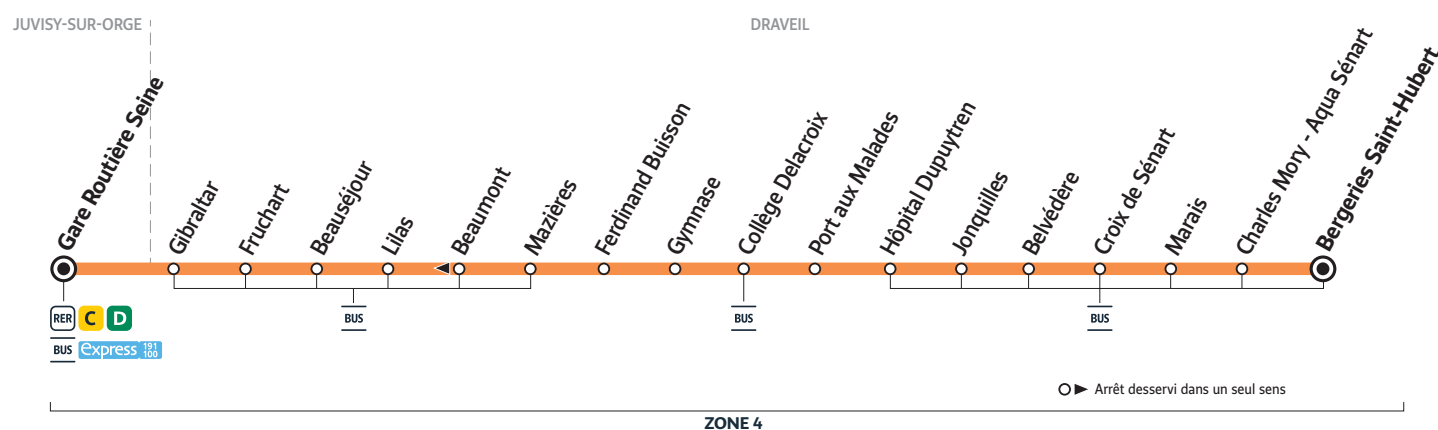 JUVISY-SUR-ORGE
DRAVEIL
Gare Routière Seine
Gibraltar
Fruchart
Beauséjour
Lilas
Beaumont
Mazières
Ferdinand Buisson
Gymnase
Collège Delacroix
Port aux Malades
Hôpital Dupuytren
Jonquilles
Belvédère
Croix de Sénart
Marais
Charles Mory - Aqua Sénart
Bergeries Saint-Hubert
RER C D
BUS express 191 100
BUS
BUS
BUS
Arrêt desservi dans un seul sens
ZONE 4